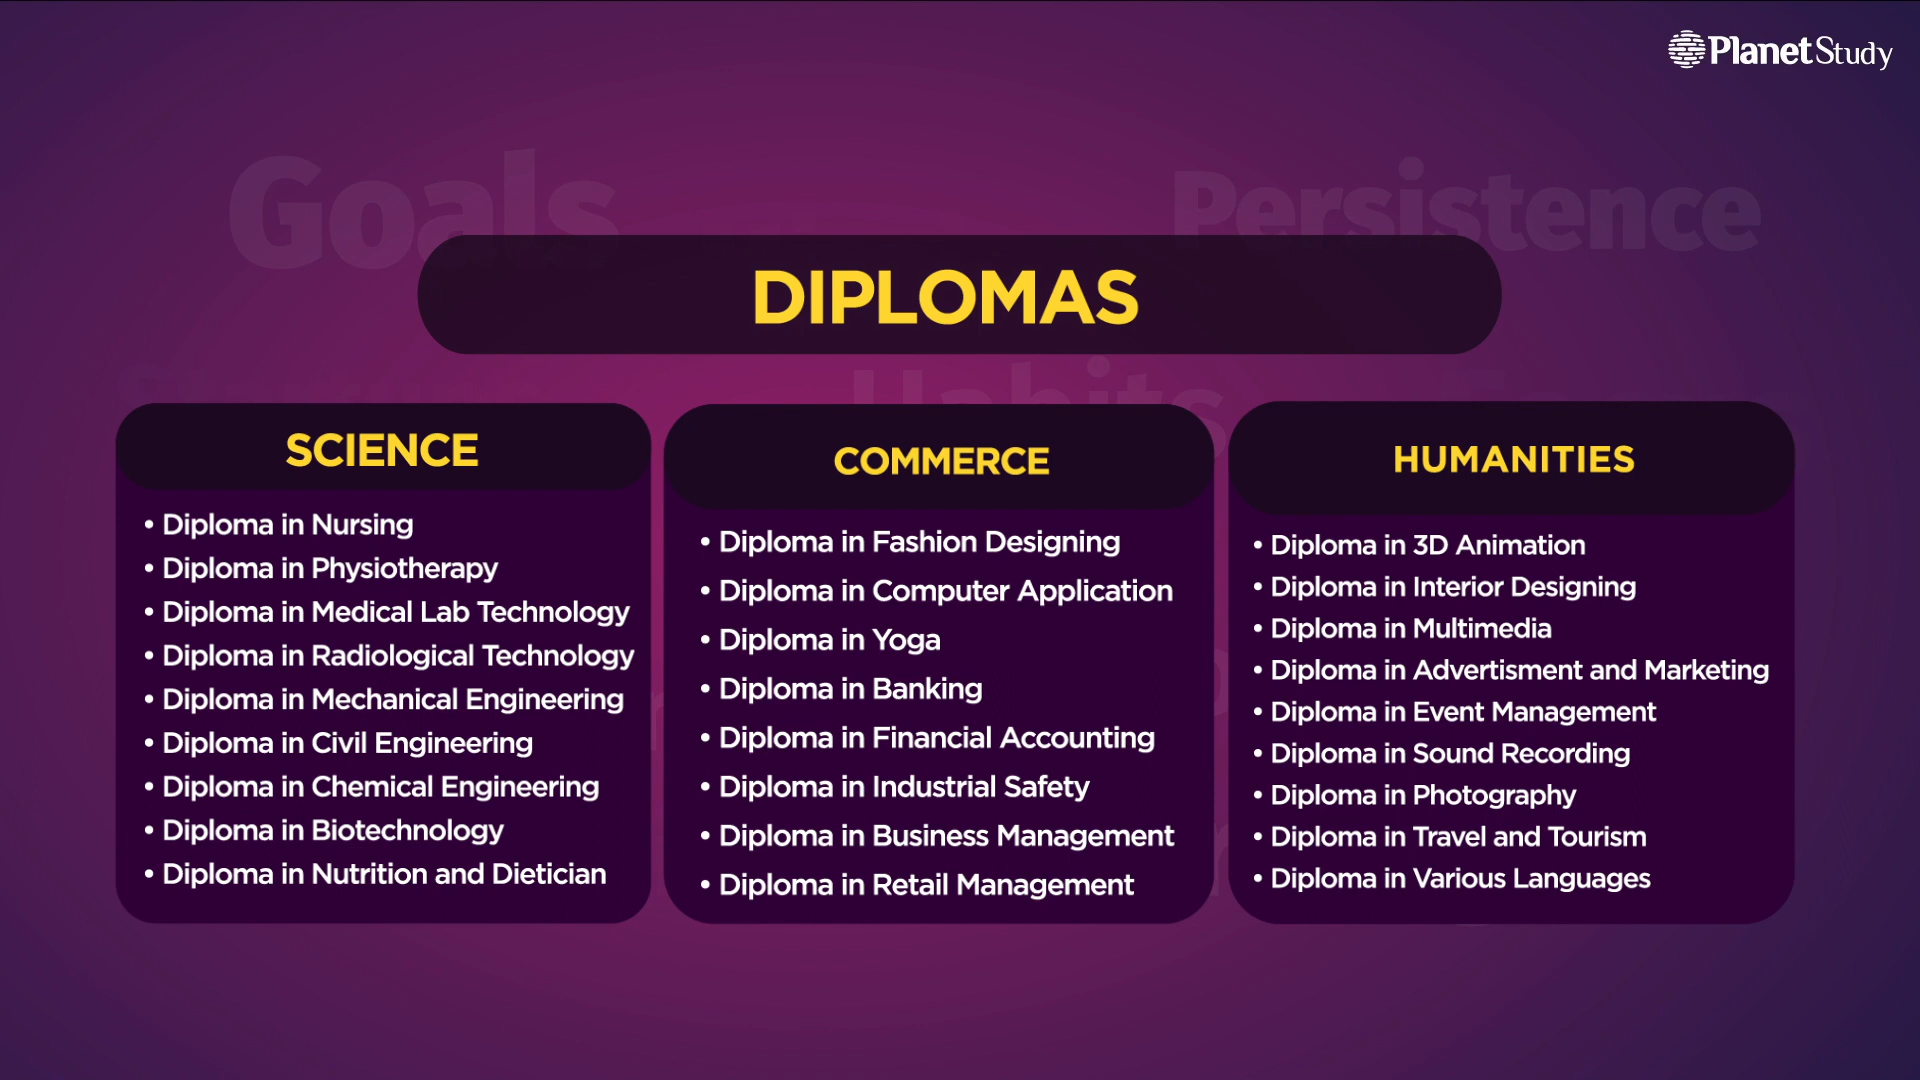 PlanetStudy
Goals
Persistence
DIPLOMAS
Habits
SCIENCE
• Diploma in Nursing
• Diploma in Physiotherapy
• Diploma in Medical Lab Technology
• Diploma in Radiological Technology
• Diploma in Mechanical Engineering
• Diploma in Civil Engineering
• Diploma in Chemical Engineering
• Diploma in Biotechnology
• Diploma in Nutrition and Dietician
COMMERCE
• Diploma in Fashion Designing
• Diploma in Computer Application
• Diploma in Yoga
• Diploma in Banking
• Diploma in Financial Accounting
• Diploma in Industrial Safety
• Diploma in Business Management
• Diploma in Retail Management
HUMANITIES
• Diploma in 3D Animation
• Diploma in Interior Designing
• Diploma in Multimedia
• Diploma in Advertisment and Marketing
• Diploma in Event Management
• Diploma in Sound Recording
• Diploma in Photography
• Diploma in Travel and Tourism
• Diploma in Various Languages